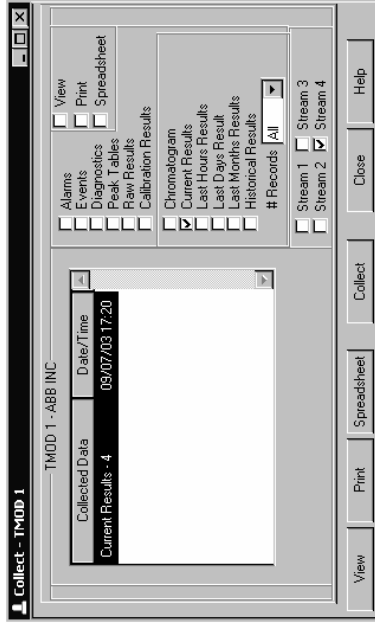 Collect - TMOD 1
TMOD 1 - ABB INC
Collected Data
Date/Time
Current Results - 4
09/07/03 17:20
Alarms
Events
Diagnostics
Peak Tables
Raw Results
Calibration Results
View
Print
Spreadsheet
Chromatogram
Current Results
Last Hours Results
Last Days Result
Last Months Results
Historical Results
# Records
All
Stream 1
Stream 3
Stream 2
Stream 4
View
Print
Spreadsheet
Collect
Close
Help